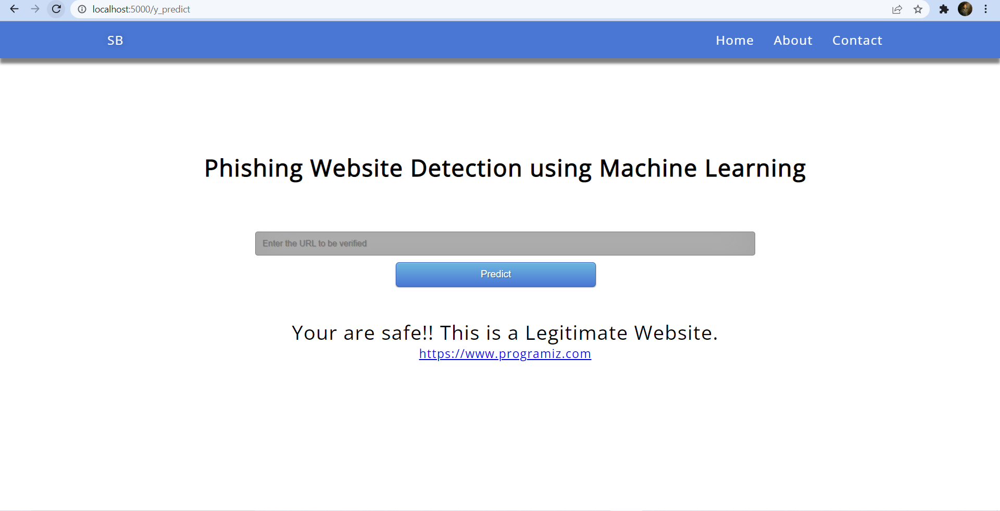 localhost:5000/y_predict
SB Home About Contact
Phishing Website Detection using Machine Learning
Enter the URL to be verified
Predict
Your are safe!! This is a Legitimate Website.
https://www.programiz.com